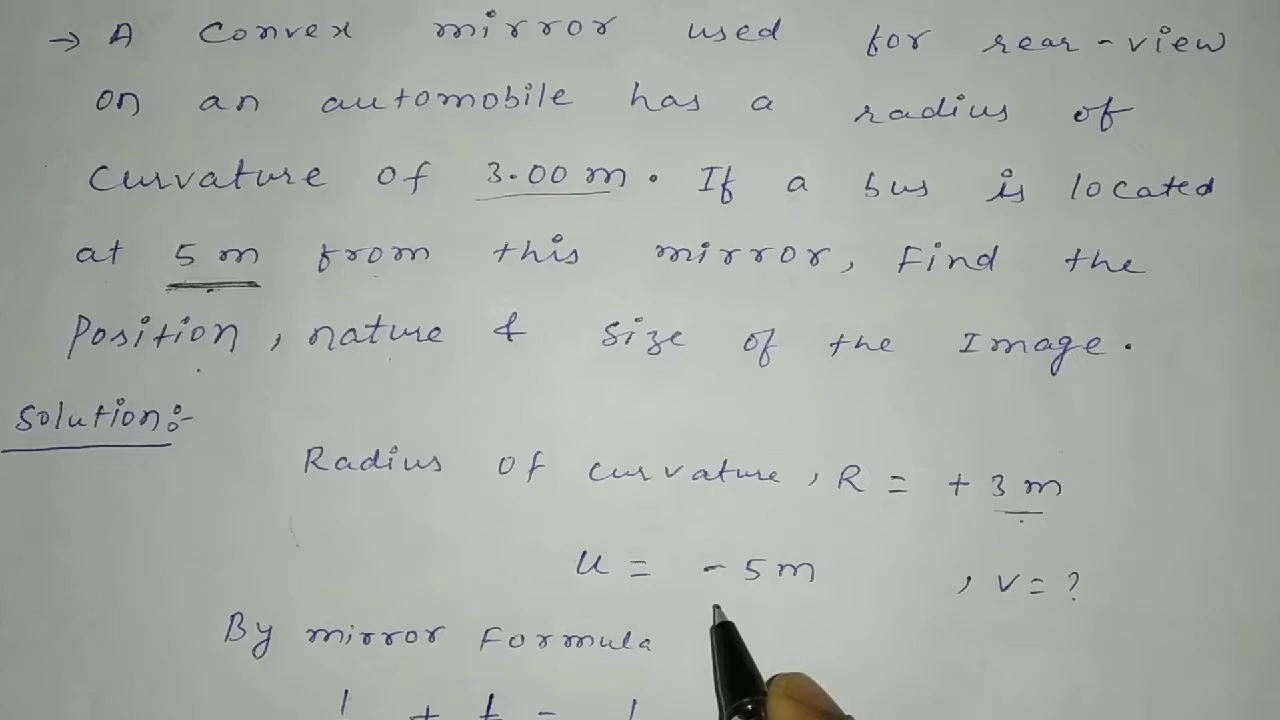 → A convex mirror used for rear-view
on an automobile has a radius of
curvature of 3.00 m. If a bus is located
at 5 m from this mirror, Find the
Position, nature & size of the Image.
Solution:-
Radius of curvature, R = + 3 m
u = - 5 m , v = ?
By mirror Formula